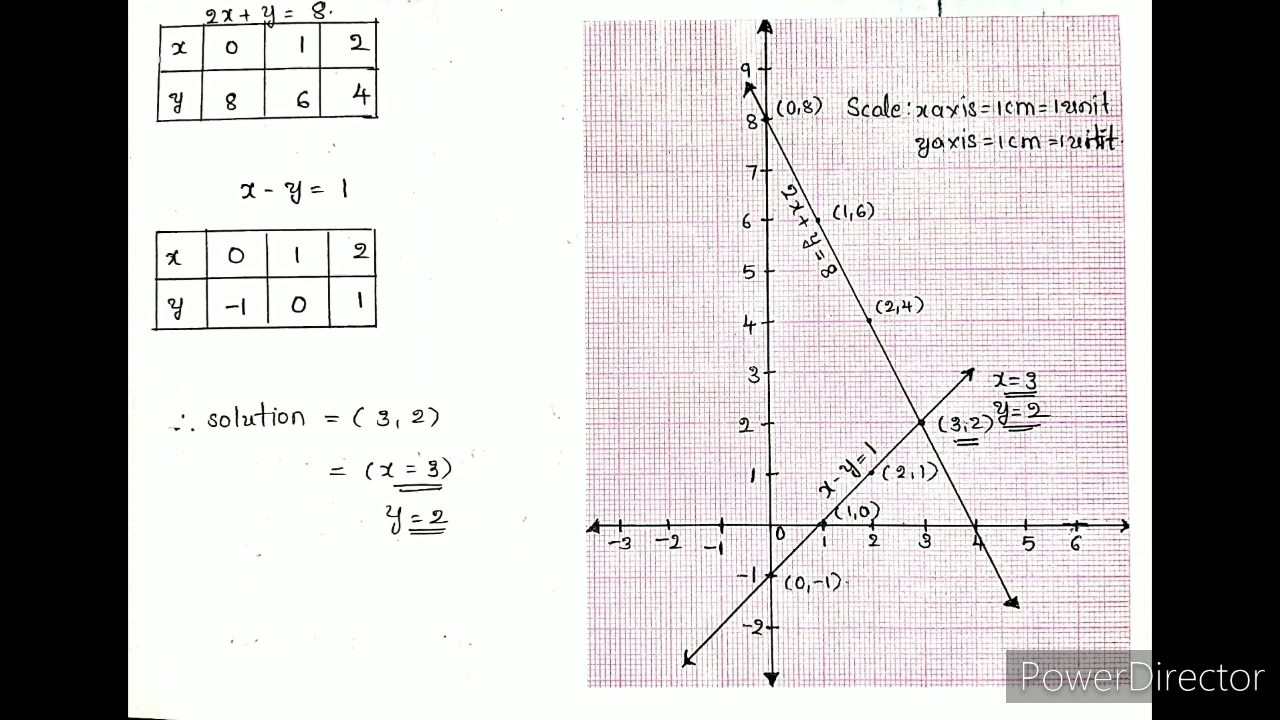 2x + y = 8.
x 0 1 2
y 8 6 4
x - y = 1
x 0 1 2
y -1 0 1
∴ solution = (3, 2)
= (x = 3)
y = 2
9
8
7
6
5
4
3
2
1
-1
-2
-3 -2 -1 0 1 2 3 4 5 6
Scale: x axis = 1cm = 1 unit
y axis = 1cm = 1 unit.
(0,8)
(1,6)
2x + y = 8
(2,4)
x = 3
y = 2
(3,2)
x - y = 1
(2,1)
(1,0)
(0,-1).
PowerDirector